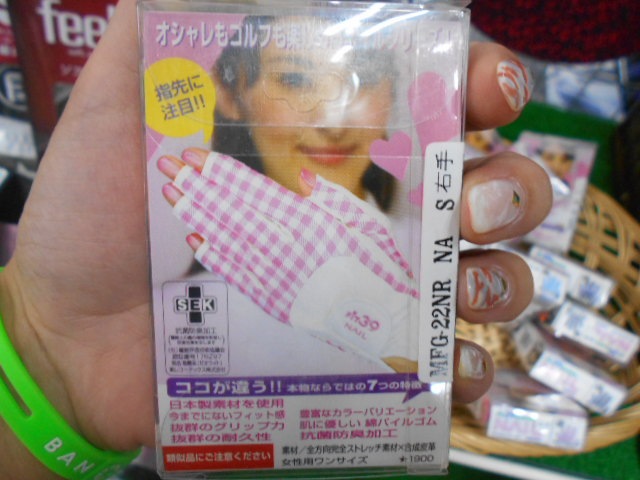 feel
オシャレもゴルフも楽
指先に
注目!!
MFG-22NR NA S 右手
NAIL
SEK
抗菌防臭加工
ココが違う!! 本物ならではの7つの特徴
日本製素材を使用
今までにないフィット感
抜群のグリップ力
抜群の耐久性
豊富なカラーバリエーション
肌に優しい 綿パイルゴム
抗菌防臭加工
類似品にご注意ください
素材／全方向完全ストレッチ素材×合成皮革
女性用ワンサイズ ★1900
BAN